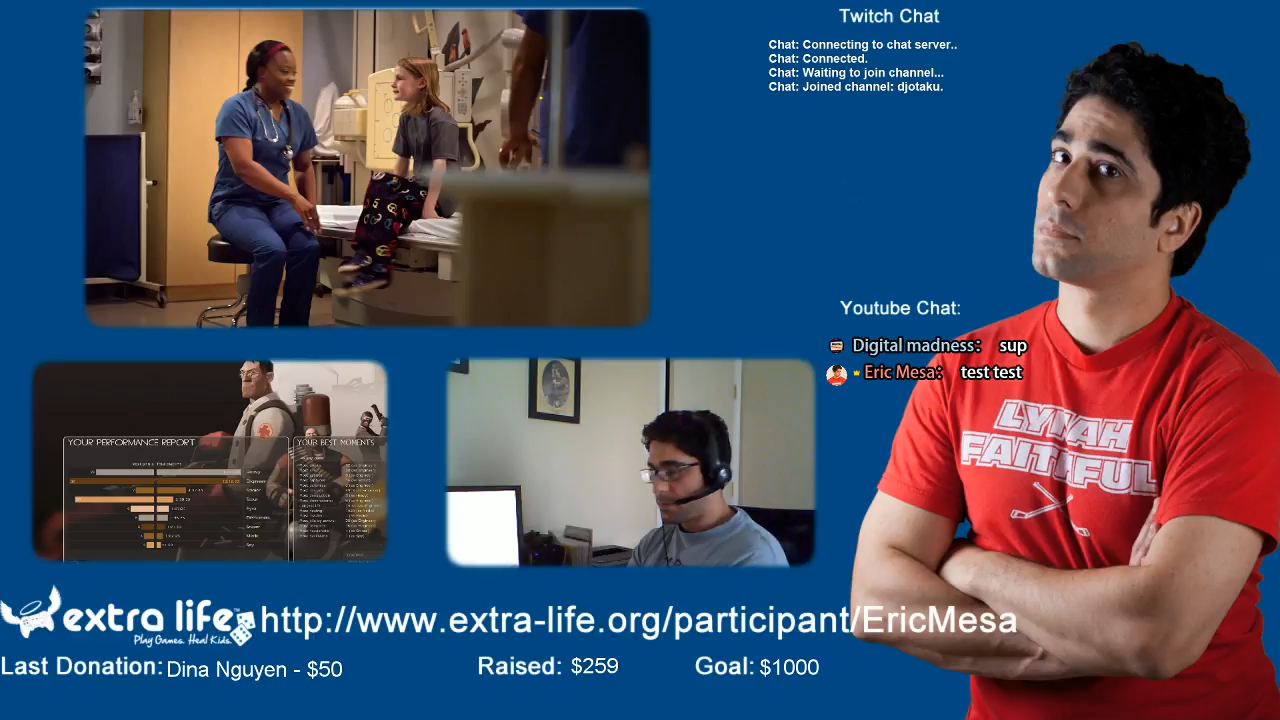 Twitch Chat
Chat: Connecting to chat server..
Chat: Connected.
Chat: Waiting to join channel...
Chat: Joined channel: djotaku.
Youtube Chat:
Digital madness: sup
Eric Mesa: test test
LYNAH
FAITHFUL
YOUR PERFORMANCE REPORT
YOUR BEST MOMENTS
extra life
Play Games. Heal Kids.
http://www.extra-life.org/participant/EricMesa
Last Donation: Dina Nguyen - $50
Raised: $259
Goal: $1000